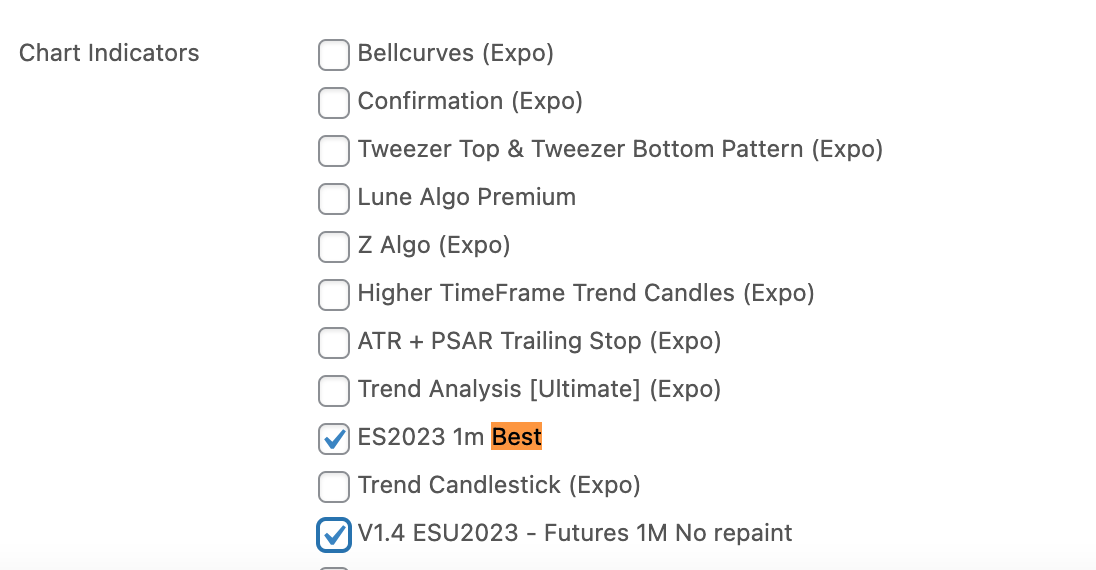 Chart Indicators
Bellcurves (Expo)
Confirmation (Expo)
Tweezer Top & Tweezer Bottom Pattern (Expo)
Lune Algo Premium
Z Algo (Expo)
Higher TimeFrame Trend Candles (Expo)
ATR + PSAR Trailing Stop (Expo)
Trend Analysis [Ultimate] (Expo)
ES2023 1m Best
Trend Candlestick (Expo)
V1.4 ESU2023 - Futures 1M No repaint